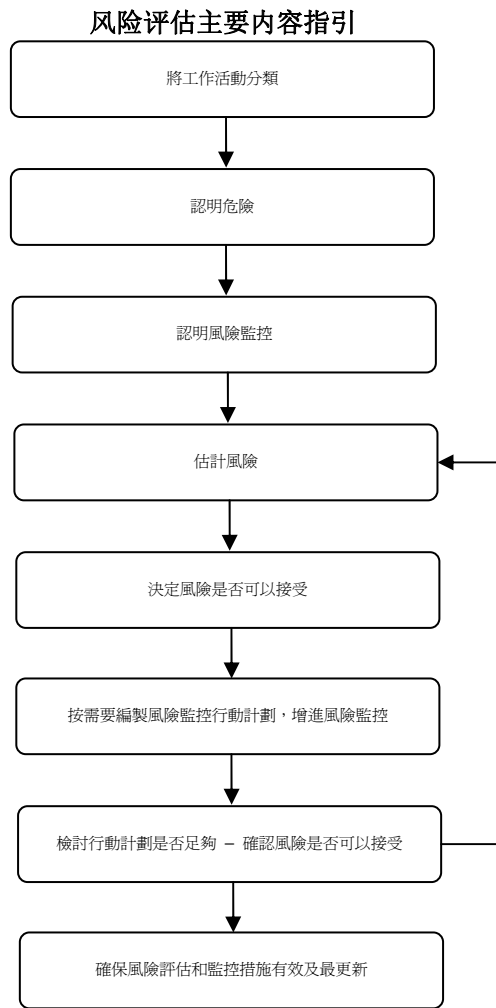 风险评估主要内容指引
將工作活動分類
認明危險
認明風險監控
估計風險
決定風險是否可以接受
按需要編製風險監控行動計劃，增進風險監控
檢討行動計劃是否足夠 – 確認風險是否可以接受
確保風險評估和監控措施有效及最更新